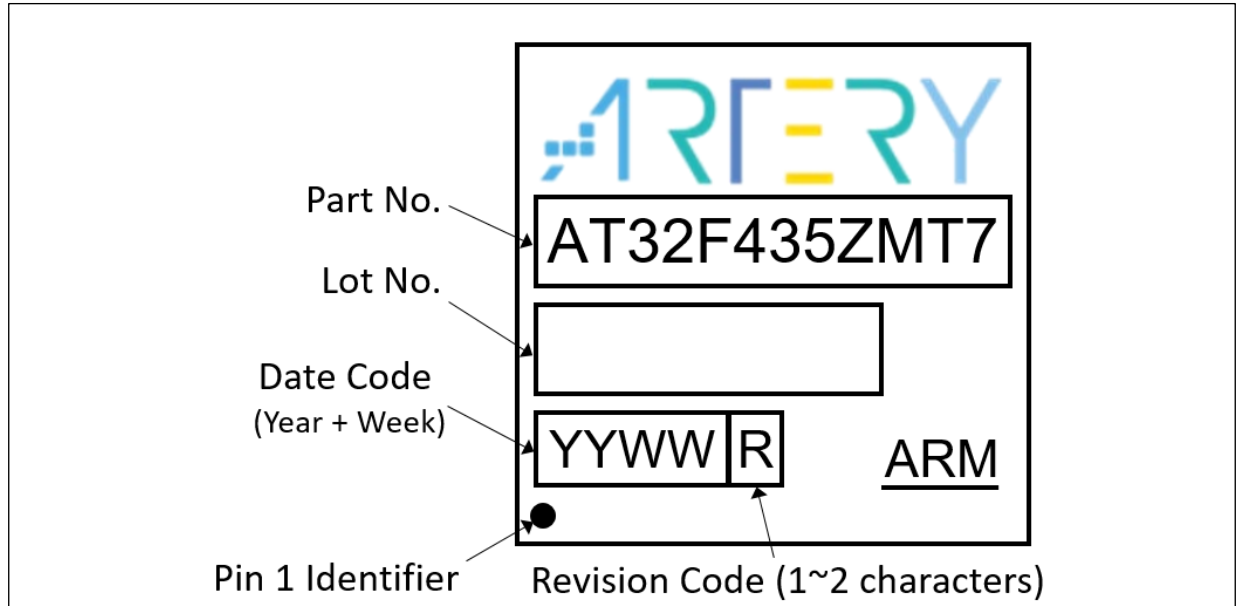 ARTERY
Part No.
AT32F435ZMT7
Lot No.
Date Code
(Year + Week)
YYWW R
ARM
Pin 1 Identifier
Revision Code (1~2 characters)